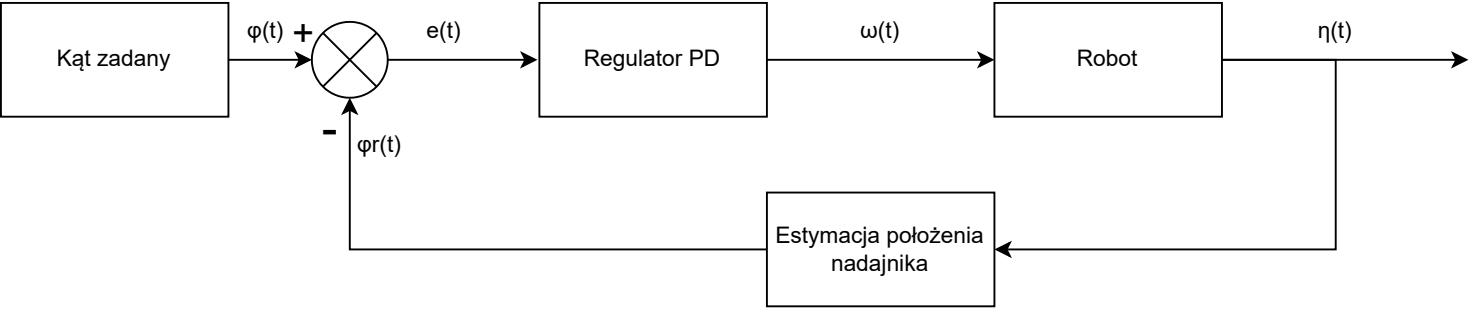 Kąt zadany
φ(t)
+
e(t)
Regulator PD
ω(t)
Robot
η(t)
-
φr(t)
Estymacja położenia
nadajnika